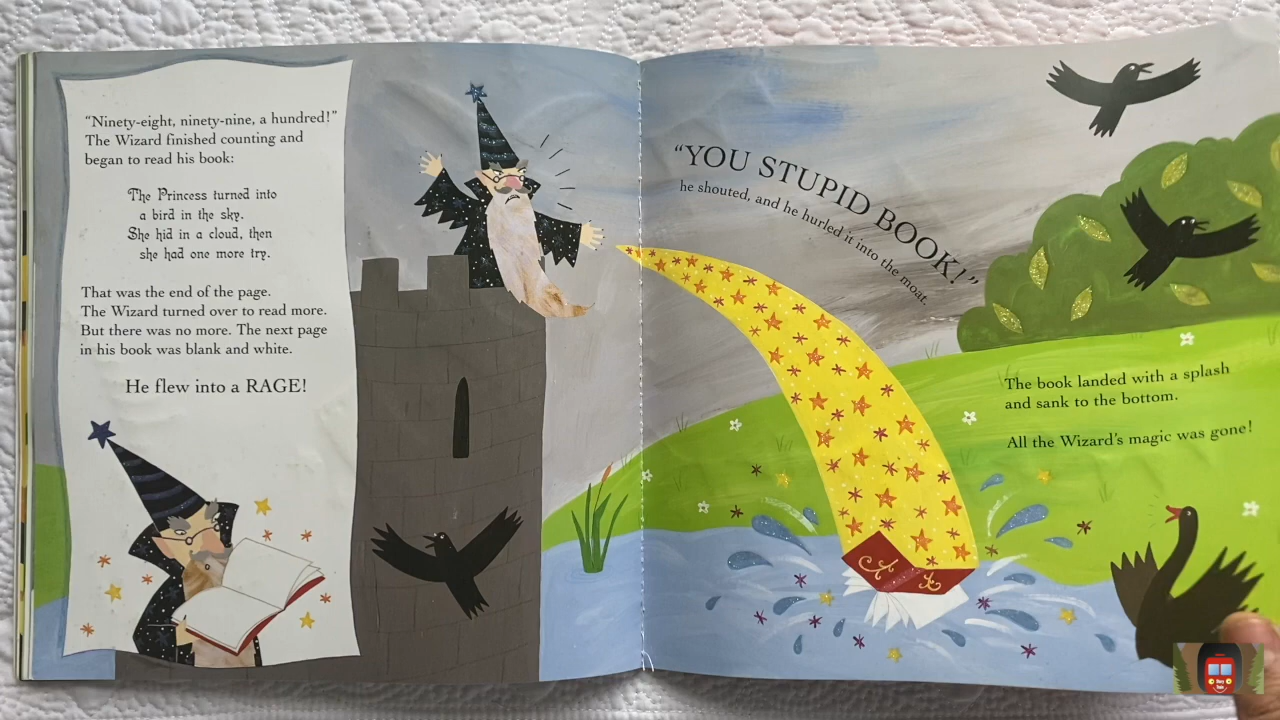 "Ninety-eight, ninety-nine, a hundred!"
The Wizard finished counting and
began to read his book:
The Princess turned into
a bird in the sky.
She hid in a cloud, then
she had one more try.
That was the end of the page.
The Wizard turned over to read more.
But there was no more. The next page
in his book was blank and white.
He flew into a RAGE!
"YOU STUPID BOOK!"
he shouted, and he hurled it into the moat.
The book landed with a splash
and sank to the bottom.
All the Wizard's magic was gone!